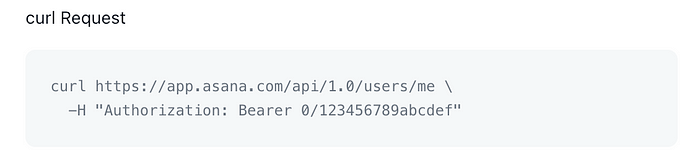 curl Request
curl https://app.asana.com/api/1.0/users/me \
-H "Authorization: Bearer 0/123456789abcdef"